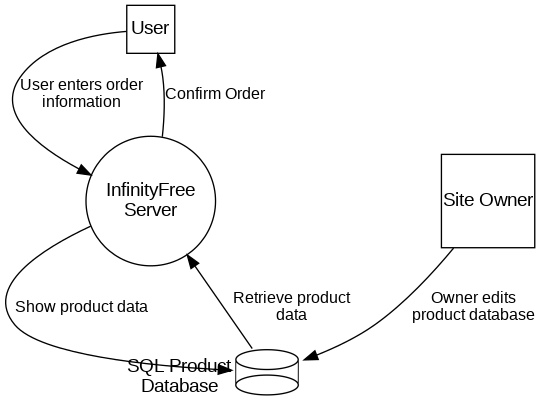 User
User enters order
information
Confirm Order
InfinityFree
Server
Site Owner
Show product data
Retrieve product
data
Owner edits
product database
SQL Product
Database